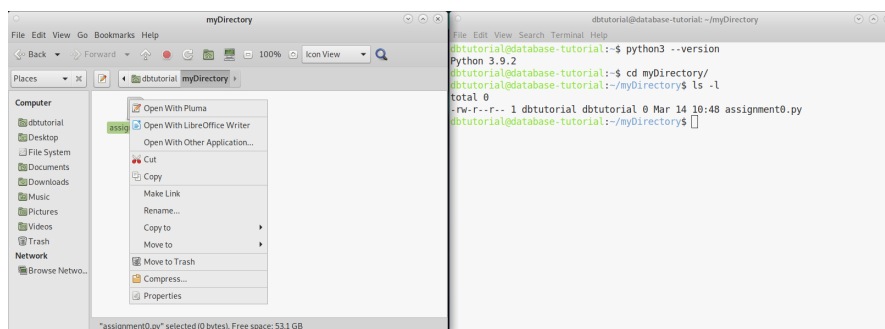 myDirectory
File Edit View Go Bookmarks Help
Back Forward 100% Icon View
Places dbtutorial myDirectory
Computer
dbtutorial
Desktop
File System
Documents
Downloads
Music
Pictures
Videos
Trash
Network
Browse Netwo...
assig
Open With Pluma
Open With LibreOffice Writer
Open With Other Application...
Cut
Copy
Make Link
Rename...
Copy to
Move to
Move to Trash
Compress...
Properties
"assignment0.py" selected (0 bytes), Free space: 53.1 GB
dbtutorial@database-tutorial: ~/myDirectory
File Edit View Search Terminal Help
dbtutorial@database-tutorial:~$ python3 --version
Python 3.9.2
dbtutorial@database-tutorial:~$ cd myDirectory/
dbtutorial@database-tutorial:~/myDirectory$ ls -l
total 0
-rw-r--r-- 1 dbtutorial dbtutorial 0 Mar 14 10:48 assignment0.py
dbtutorial@database-tutorial:~/myDirectory$